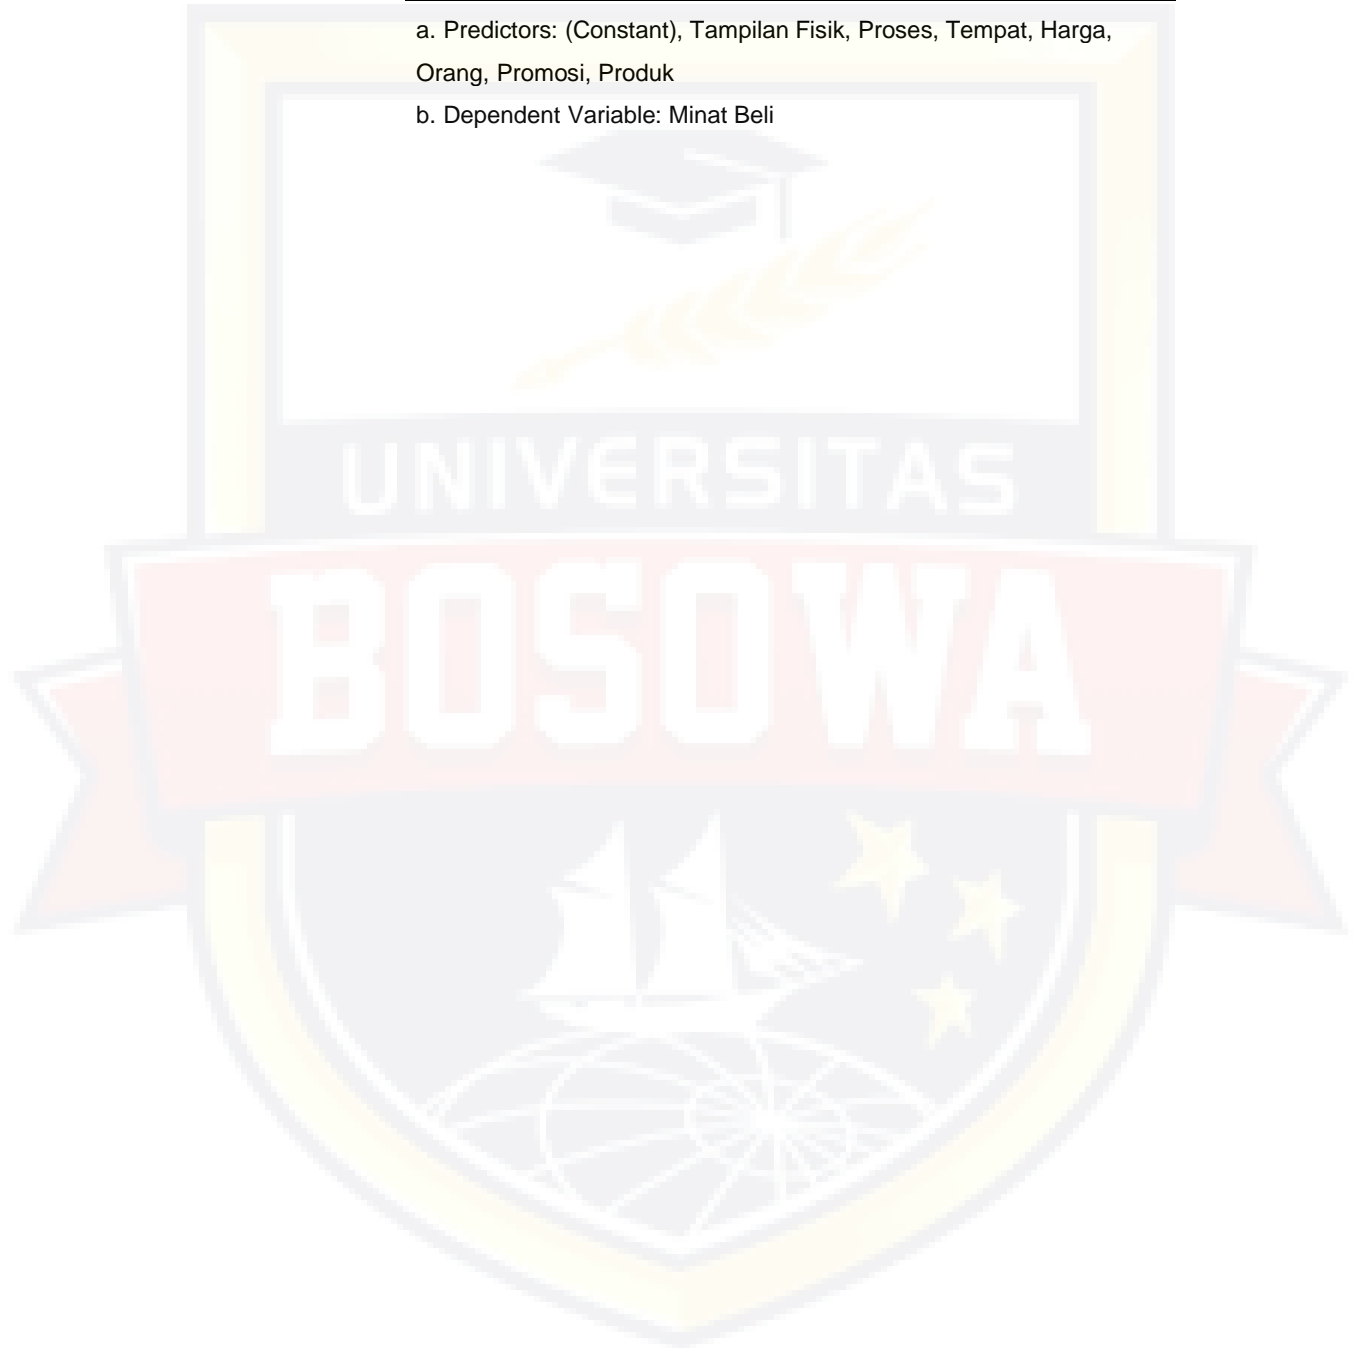 a. Predictors: (Constant), Tampilan Fisik, Proses, Tempat, Harga,
Orang, Promosi, Produk
b. Dependent Variable: Minat Beli
UNIVERSITAS
BOSOWA